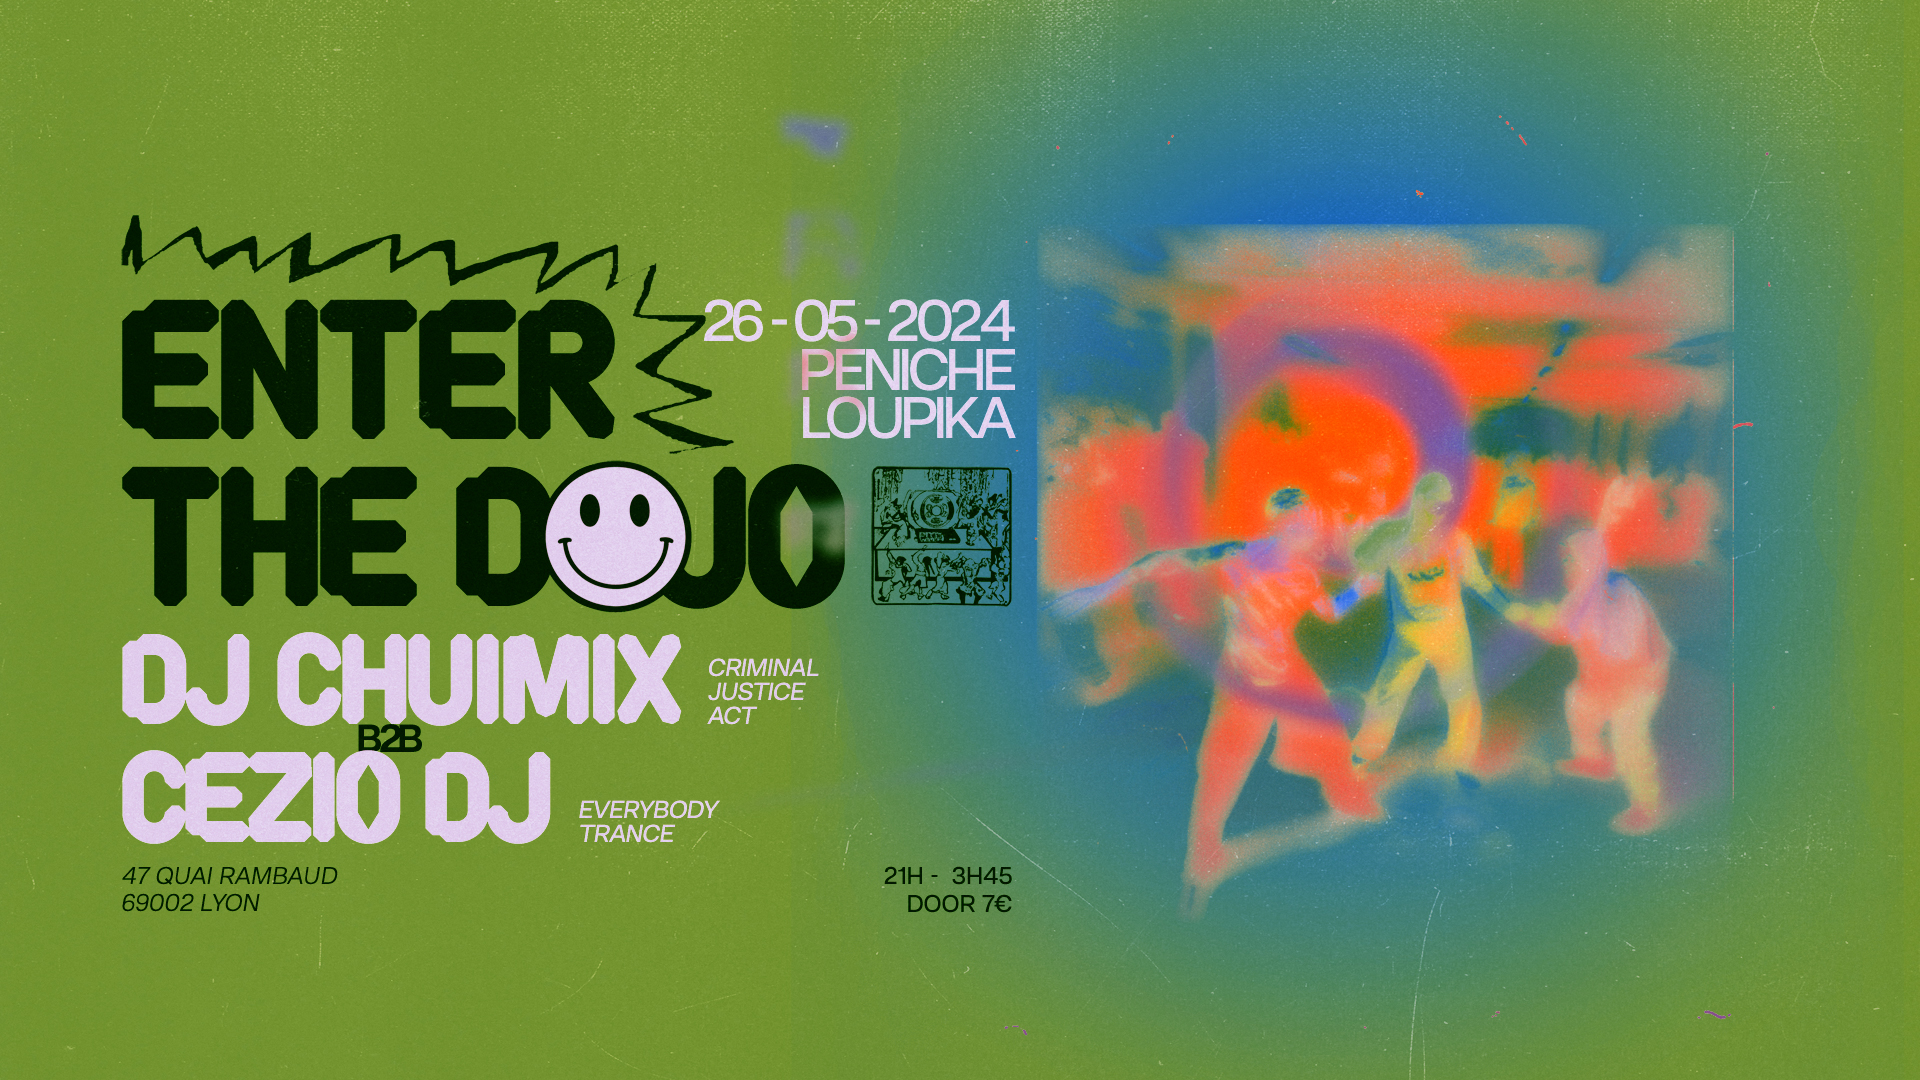 ENTER
26 - 05 - 2024
PENICHE
LOUPIKA
THE DOJO
DJ CHUIMIX
CRIMINAL
JUSTICE
ACT
B2B
CEZIO DJ
EVERYBODY
TRANCE
47 QUAI RAMBAUD
69002 LYON
21H - 3H45
DOOR 7€